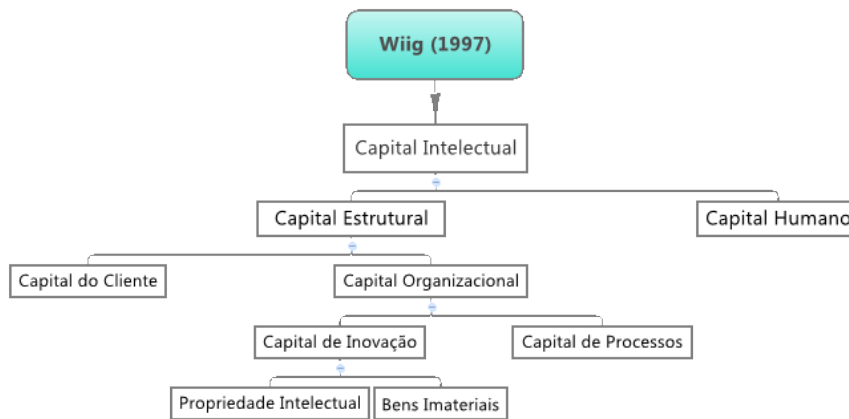 Wiig (1997)
Capital Intelectual
Capital Estrutural
Capital Humano
Capital do Cliente
Capital Organizacional
Capital de Inovação
Capital de Processos
Propriedade Intelectual
Bens Imateriais